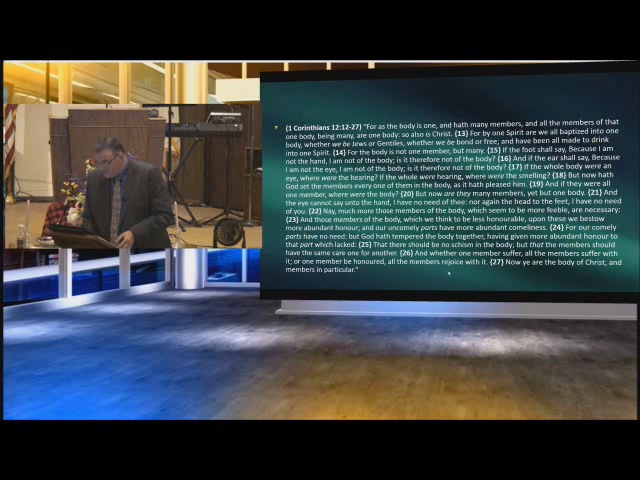 (1 Corinthians 12:12-27) "For as the body is one, and hath many members, and all the members of that
one body, being many, are one body: so also is Christ. (13) For by one Spirit are we all baptized into one
body, whether we be Jews or Gentiles, whether we be bond or free; and have been all made to drink
into one Spirit. (14) For the body is not one member, but many. (15) If the foot shall say, Because I am
not the hand, I am not of the body; is it therefore not of the body? (16) And if the ear shall say, Because
I am not the eye, I am not of the body; is it therefore not of the body? (17) If the whole body were an
eye, where were the hearing? If the whole were hearing, where were the smelling? (18) But now hath
God set the members every one of them in the body, as it hath pleased him. (19) And if they were all
one member, where were the body? (20) But now are they many members, yet but one body. (21) And
the eye cannot say unto the hand, I have no need of thee: nor again the head to the feet, I have no need
of you. (22) Nay, much more those members of the body, which seem to be more feeble, are necessary:
(23) And those members of the body, which we think to be less honourable, upon these we bestow
more abundant honour; and our uncomely parts have more abundant comeliness. (24) For our comely
parts have no need: but God hath tempered the body together, having given more abundant honour to
that part which lacked: (25) That there should be no schism in the body; but that the members should
have the same care one for another. (26) And whether one member suffer, all the members suffer with
it; or one member be honoured, all the members rejoice with it. (27) Now ye are the body of Christ, and
members in particular."